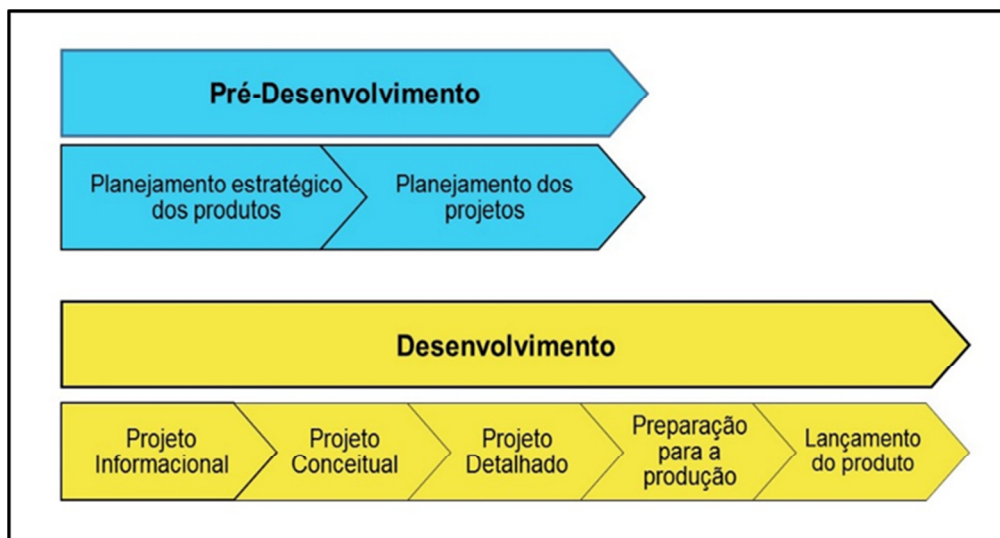 Pré-Desenvolvimento
Planejamento estratégico
dos produtos
Planejamento dos
projetos
Desenvolvimento
Projeto
Informacional
Projeto
Conceitual
Projeto
Detalhado
Preparação
para a
produção
Lançamento
do produto